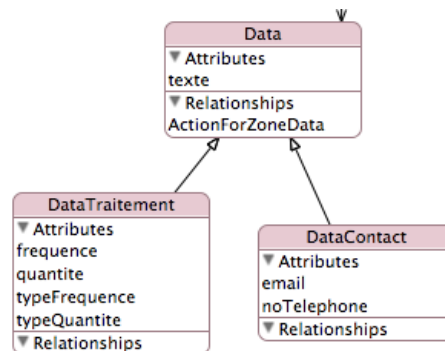 Data
Attributes
texte
Relationships
ActionForZoneData
DataTraitement
Attributes
frequence
quantite
typeFrequence
typeQuantite
Relationships
DataContact
Attributes
email
noTelephone
Relationships